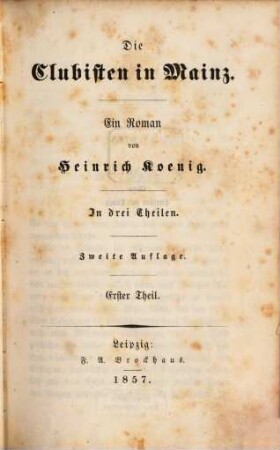 Die
Clubisten in Mainz.
Ein Roman
von
Heinrich Koenig.
In drei Theilen.
Zweite Auflage.
Erster Theil.
Leipzig:
F. A. Brockhaus.
1857.